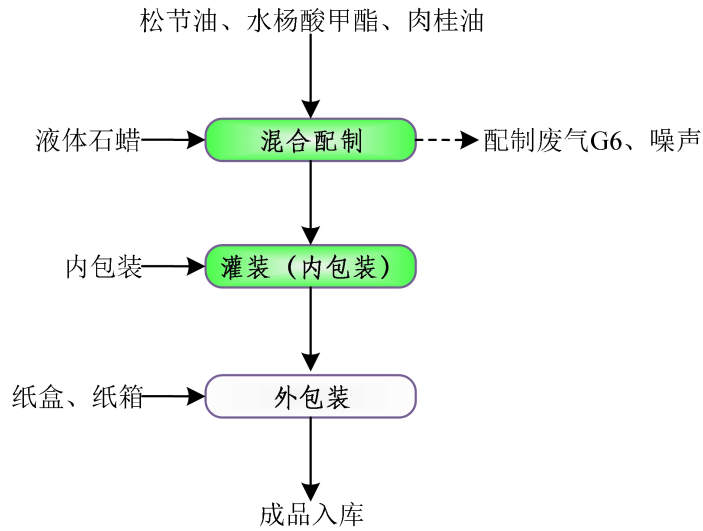 松节油、水杨酸甲酯、肉桂油
液体石蜡
混合配制
配制废气G6、噪声
内包装
灌装（内包装）
纸盒、纸箱
外包装
成品入库